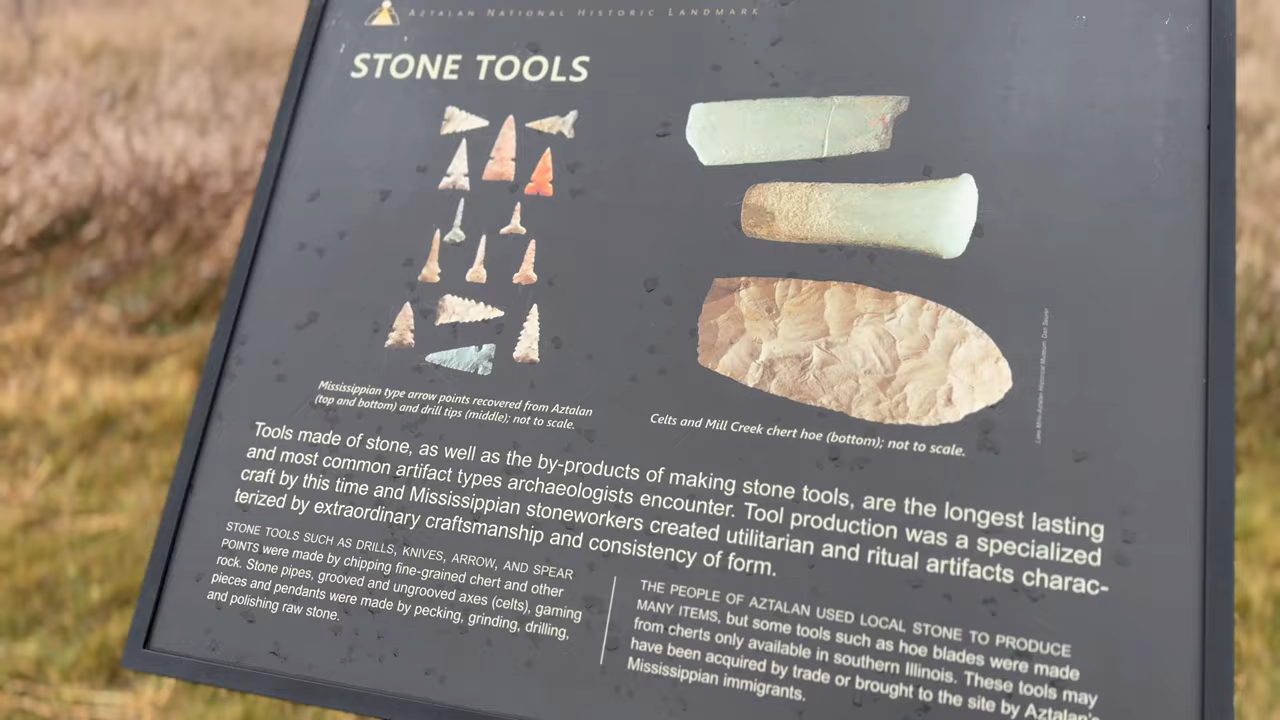 AZTALAN NATIONAL HISTORIC LANDMARK
STONE TOOLS
Mississippian type arrow points recovered from Aztalan
(top and bottom) and drill tips (middle); not to scale.
Celts and Mill Creek chert hoe (bottom); not to scale.
Lake Mills-Aztalan Historical Museum.
Tools made of stone, as well as the by-products of making stone tools, are the longest lasting
and most common artifact types archaeologists encounter. Tool production was a specialized
craft by this time and Mississippian stoneworkers created utilitarian and ritual artifacts charac-
terized by extraordinary craftsmanship and consistency of form.
STONE TOOLS SUCH AS DRILLS, KNIVES, ARROW, AND SPEAR
POINTS were made by chipping fine-grained chert and other
rock. Stone pipes, grooved and ungrooved axes (celts), gaming
pieces and pendants were made by pecking, grinding, drilling,
and polishing raw stone.
THE PEOPLE OF AZTALAN USED LOCAL STONE TO PRODUCE
MANY ITEMS, but some tools such as hoe blades were made
from cherts only available in southern Illinois. These tools may
have been acquired by trade or brought to the site by Aztalan's
Mississippian immigrants.